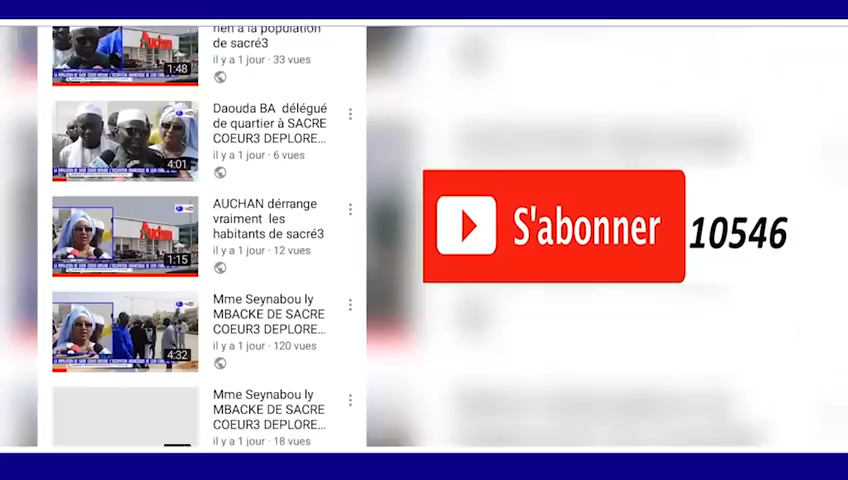 rien à la population
de sacré3
il y a 1 jour · 33 vues
Auchan
1:48
Daouda BA délégué
de quartier à SACRE
COEUR3 DEPLORE...
il y a 1 jour · 6 vues
4:01
AUCHAN dérrange
vraiment les
habitants de sacré3
il y a 1 jour · 12 vues
Auchan
1:15
Mme Seynabou ly
MBACKE DE SACRE
COEUR3 DEPLORE...
il y a 1 jour · 120 vues
4:32
Mme Seynabou ly
MBACKE DE SACRE
COEUR3 DEPLORE...
il y a 1 jour · 18 vues
S'abonner
10546